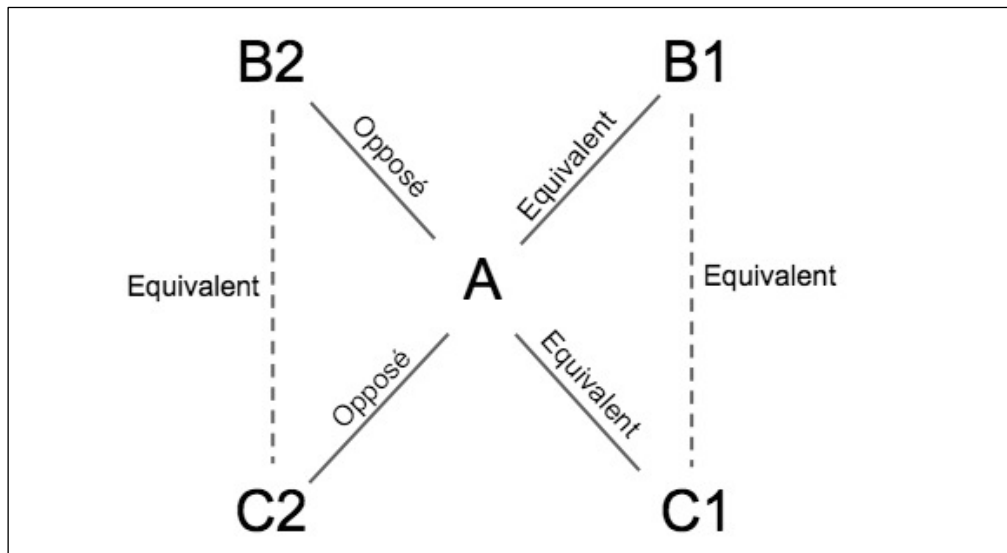 B2
B1
Opposé
Equivalent
Equivalent
A
Equivalent
Opposé
Equivalent
C2
C1